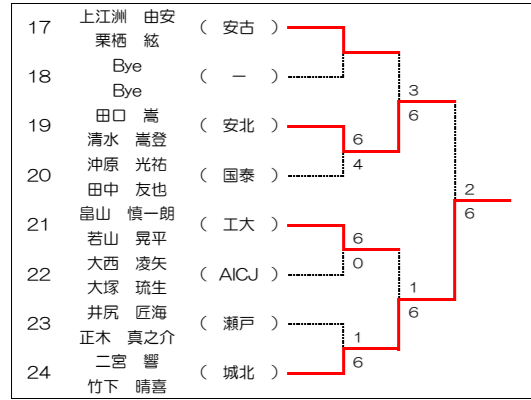 17 上江洲 由安 ( 安古 )
栗栖 絃
18 Bye ( ー )
Bye
3
6
19 田口 嵩 ( 安北 )
清水 嵩登
6
4
20 沖原 光祐 ( 国泰 )
田中 友也
2
6
21 畠山 慎一朗 ( 工大 )
若山 晃平
6
0
22 大西 凌矢 ( AICJ )
大塚 琉生
1
6
23 井尻 匠海 ( 瀬戸 )
正木 真之介
1
6
24 二宮 響 ( 城北 )
竹下 晴喜